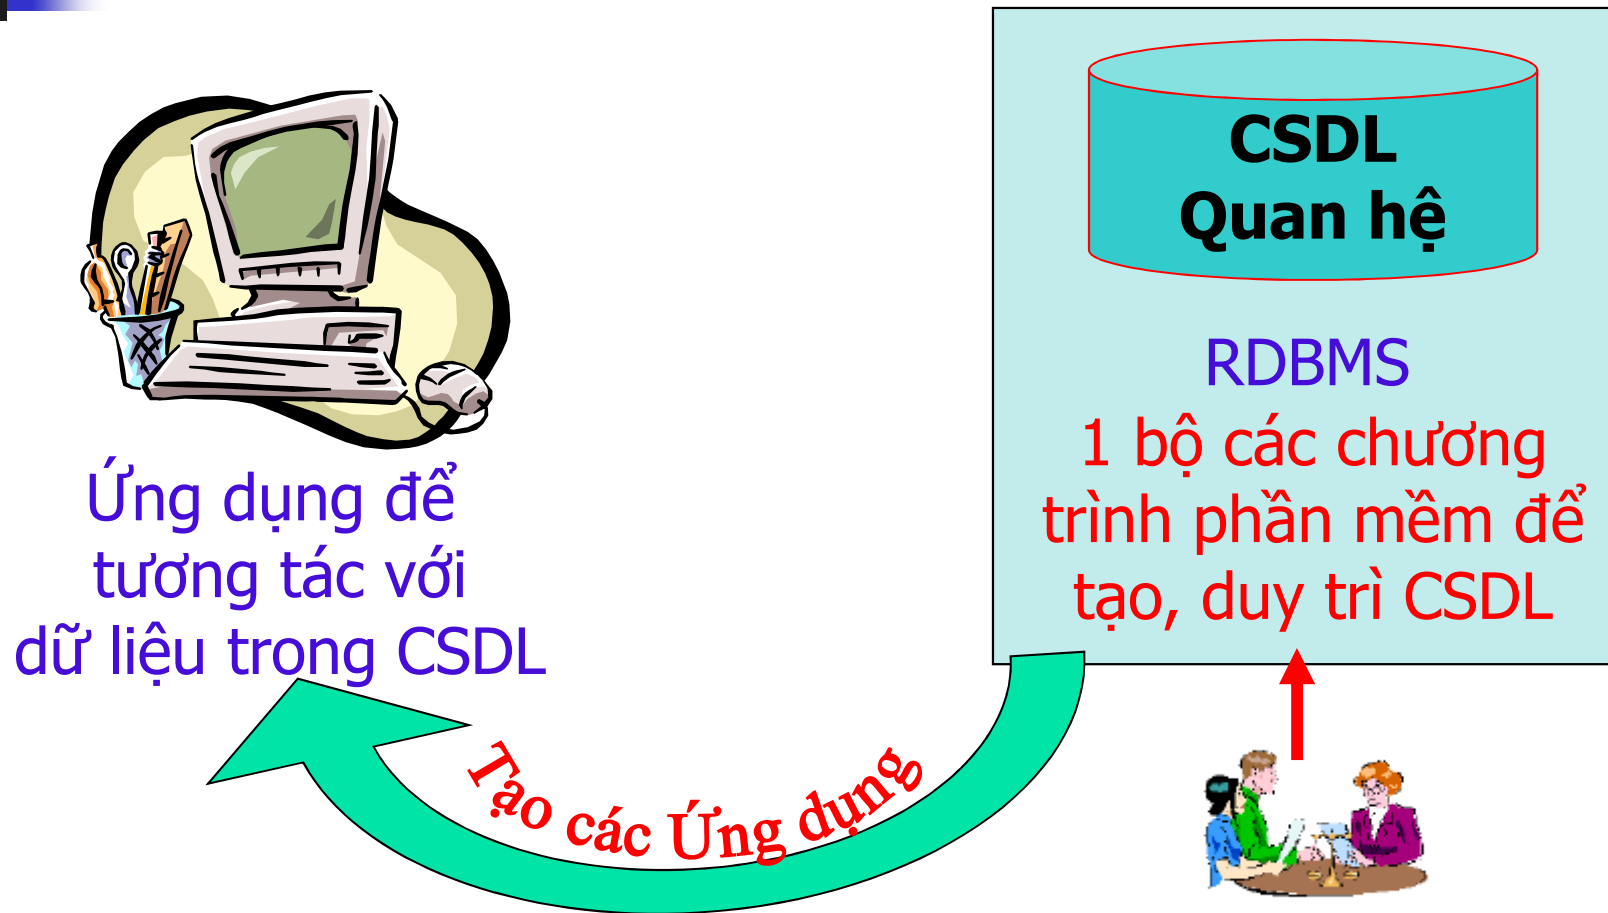 CSDL
Quan hệ
RDBMS
1 bộ các chương
trình phần mềm để
tạo, duy trì CSDL
Ứng dụng để
tương tác với
dữ liệu trong CSDL
Tạo các Ứng dụng